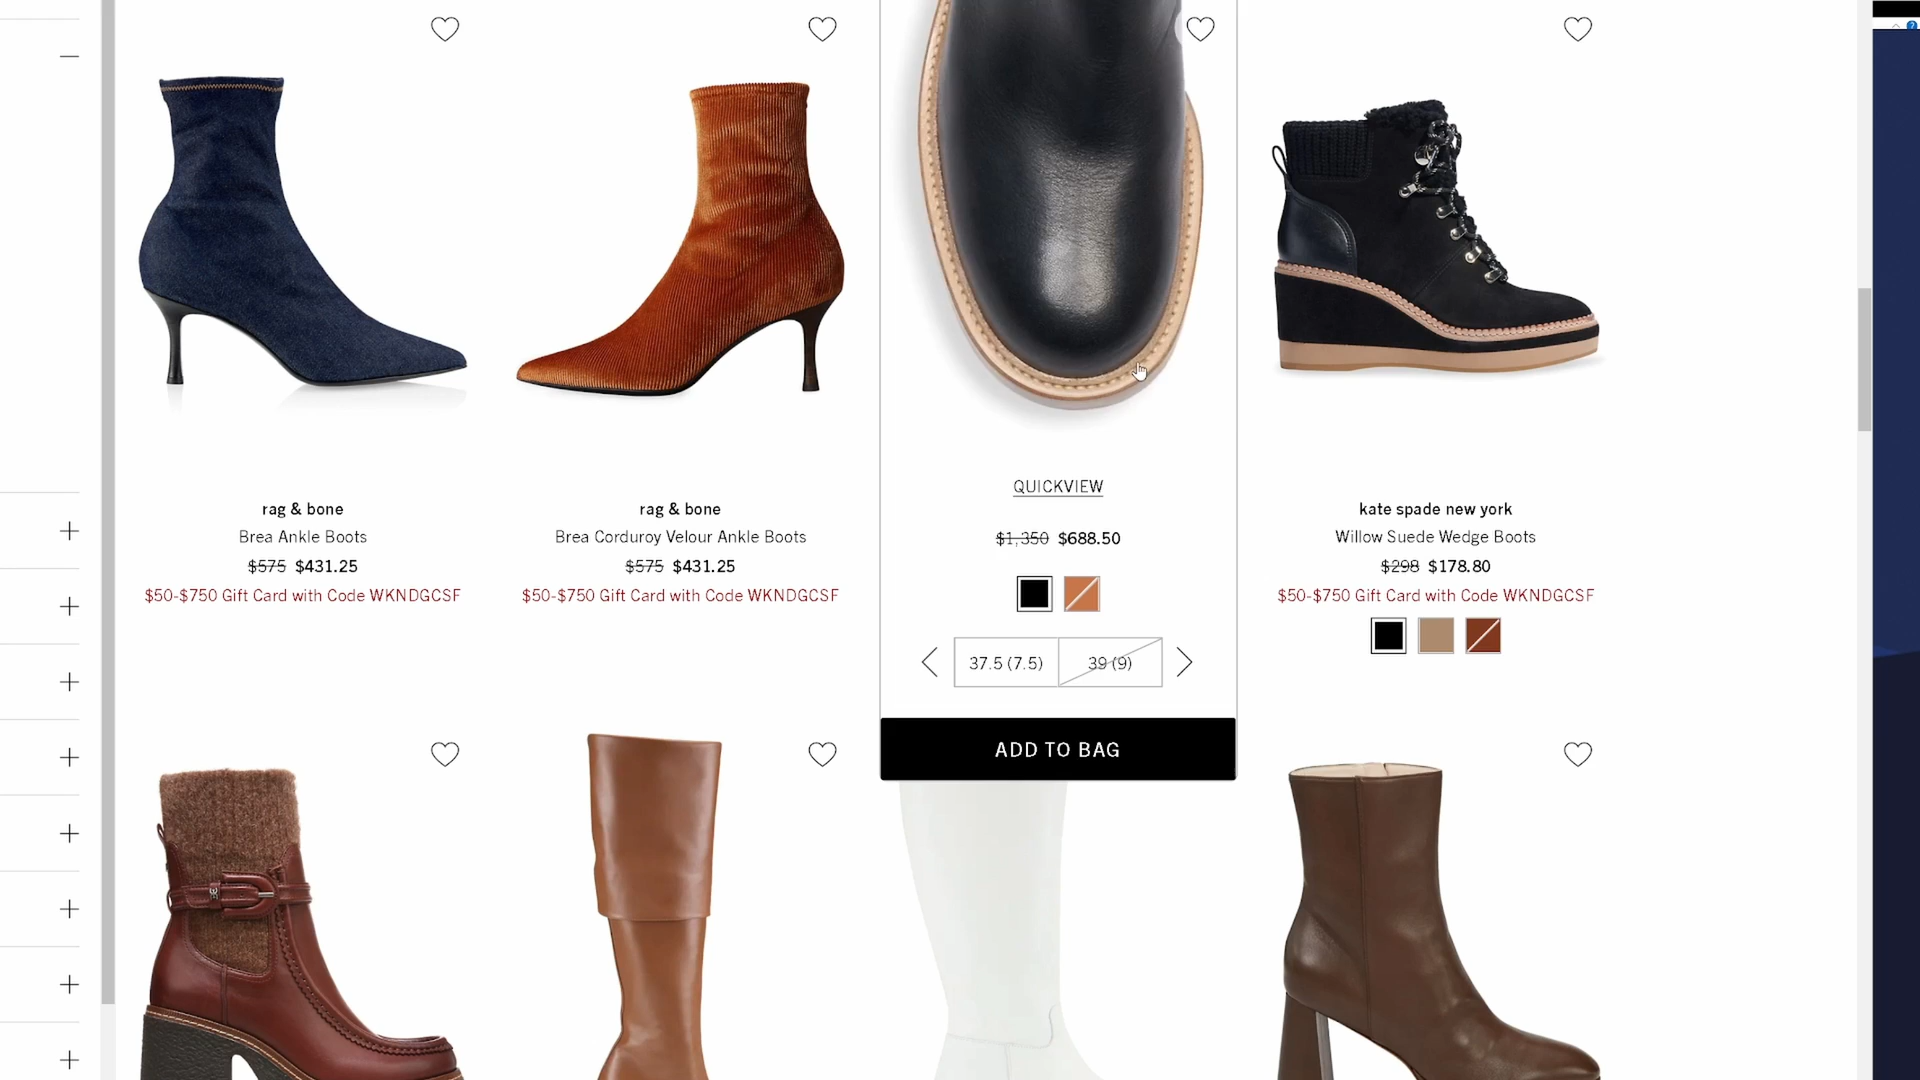 rag & bone
Brea Ankle Boots
$575 $431.25
$50-$750 Gift Card with Code WKNDGCSF
rag & bone
Brea Corduroy Velour Ankle Boots
$575 $431.25
$50-$750 Gift Card with Code WKNDGCSF
QUICKVIEW
$1,350 $688.50
37.5 (7.5)
39 (9)
ADD TO BAG
kate spade new york
Willow Suede Wedge Boots
$298 $178.80
$50-$750 Gift Card with Code WKNDGCSF